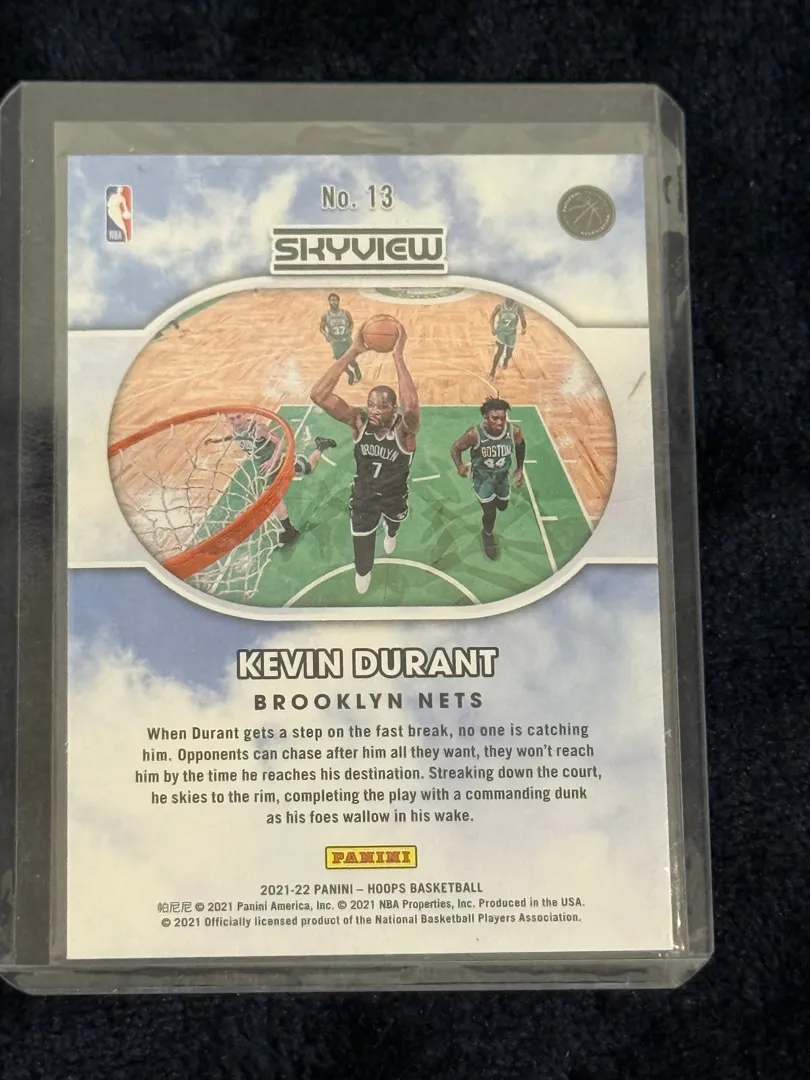 No. 13
NBA
SKYVIEW
37
7
BROOKLYN
7
BOSTON
44
KEVIN DURANT
BROOKLYN NETS
When Durant gets a step on the fast break, no one is catching
him. Opponents can chase after him all they want, they won't reach
him by the time he reaches his destination. Streaking down the court,
he skies to the rim, completing the play with a commanding dunk
as his foes wallow in his wake.
PANINI
2021-22 PANINI – HOOPS BASKETBALL
帕尼尼 © 2021 Panini America, Inc. © 2021 NBA Properties, Inc. Produced in the USA.
© 2021 Officially licensed product of the National Basketball Players Association.